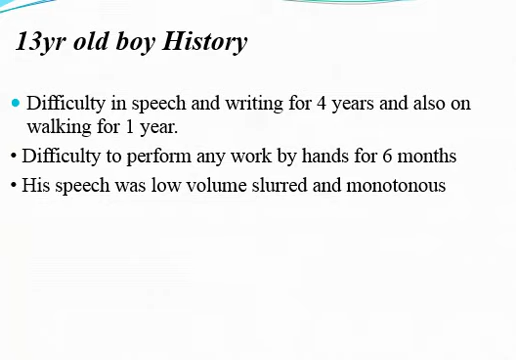 13yr old boy History
• Difficulty in speech and writing for 4 years and also on
walking for 1 year.
• Difficulty to perform any work by hands for 6 months
• His speech was low volume slurred and monotonous